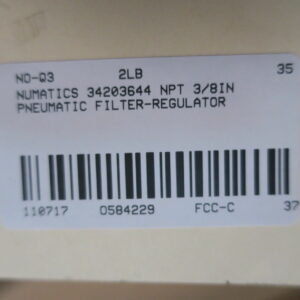 NO-Q3 2LB 35
NUMATICS 34203644 NPT 3/8IN
PNEUMATIC FILTER-REGULATOR
110717 0584229 FCC-C 37